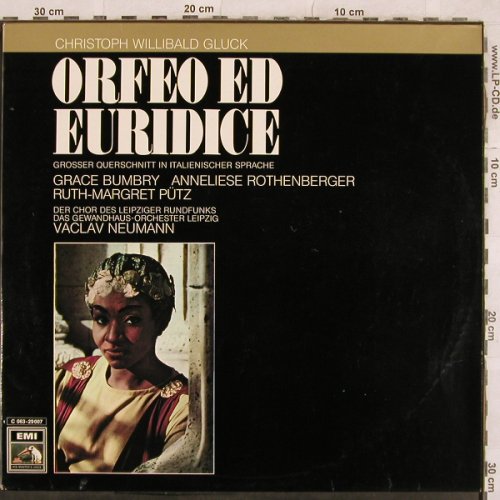 30 cm
20 cm
10 cm
CHRISTOPH WILLIBALD GLUCK
ORFEO ED
EURIDICE
GROSSER QUERSCHNITT IN ITALIENISCHER SPRACHE
GRACE BUMBRY ANNELIESE ROTHENBERGER
RUTH-MARGRET PÜTZ
DER CHOR DES LEIPZIGER RUNDFUNKS
DAS GEWANDHAUS-ORCHESTER LEIPZIG
VACLAV NEUMANN
C 063-29007
EMI
www.LP-CD.de
10 cm
20 cm
30 cm